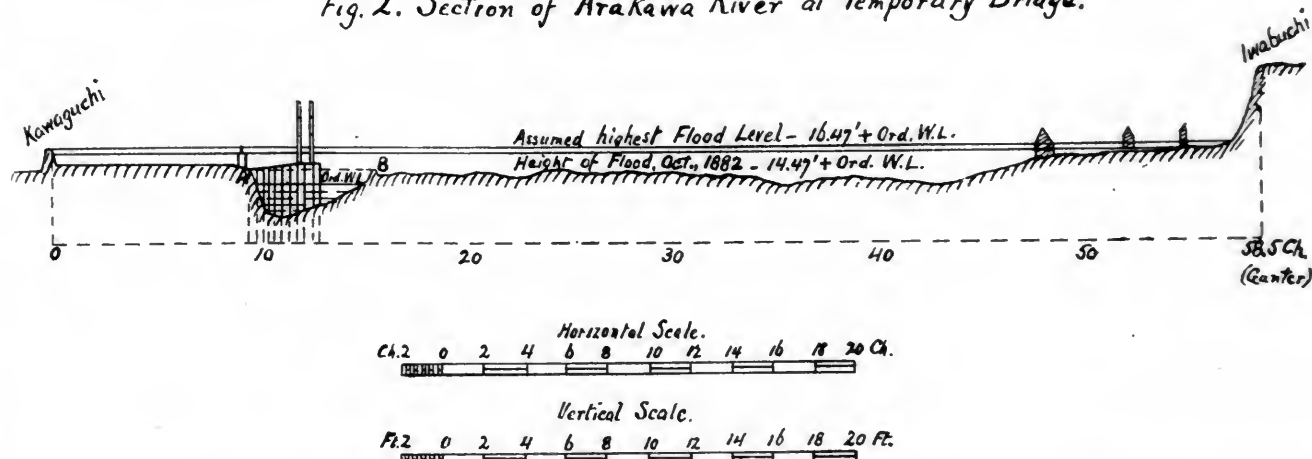 Fig. 2. Section of Arakawa River at Temporary Bridge.
Iwabuchi
Kawaguchi
Assumed highest Flood Level - 16.47' + Ord. W.L.
Height of Flood, Oct., 1882 - 14.47' + Ord. W.L.
A
Ord. W.L.
B
0 10 20 30 40 50 58.5 Ch.
(Gunter)
Horizontal Scale.
Ch. 2 0 2 4 6 8 10 12 14 16 18 20 Ch.
Vertical Scale.
Ft. 2 0 2 4 6 8 10 12 14 16 18 20 Ft.